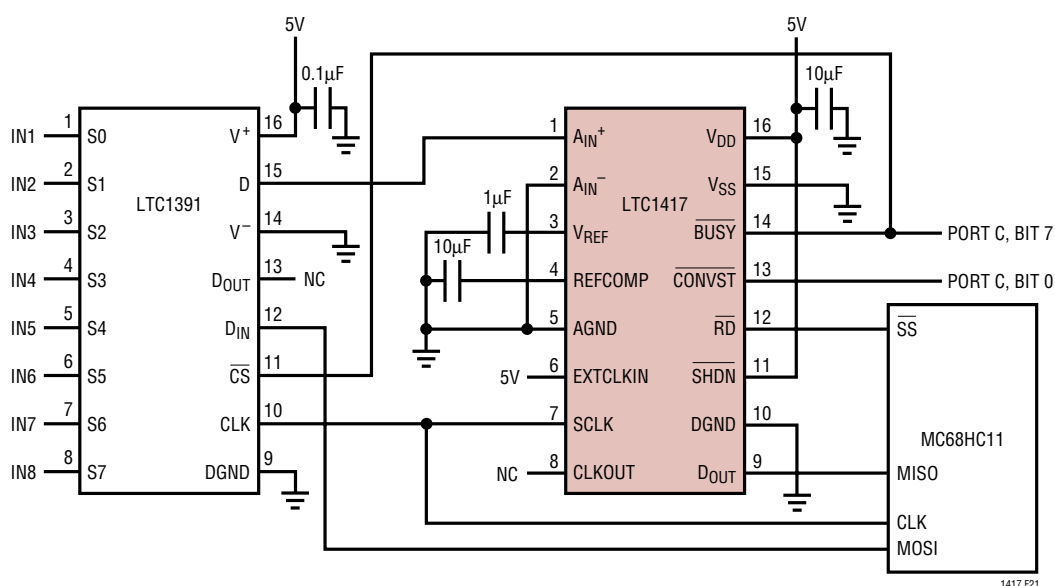 5V
0.1µF
5V
10µF
IN1 1 S0 V+ 16
IN2 2 S1 D 15
IN3 3 S2 V− 14
IN4 4 S3 DOUT 13 NC
IN5 5 S4 DIN 12
IN6 6 S5 CS 11
IN7 7 S6 CLK 10
IN8 8 S7 DGND 9
LTC1391
1µF
10µF
1 AIN+ VDD 16
2 AIN− VSS 15
LTC1417
3 VREF BUSY 14 PORT C, BIT 7
4 REFCOMP CONVST 13 PORT C, BIT 0
5 AGND RD 12 SS
5V 6 EXTCLKIN SHDN 11
7 SCLK DGND 10
NC 8 CLKOUT DOUT 9 MISO
MC68HC11
CLK
MOSI
1417 F21